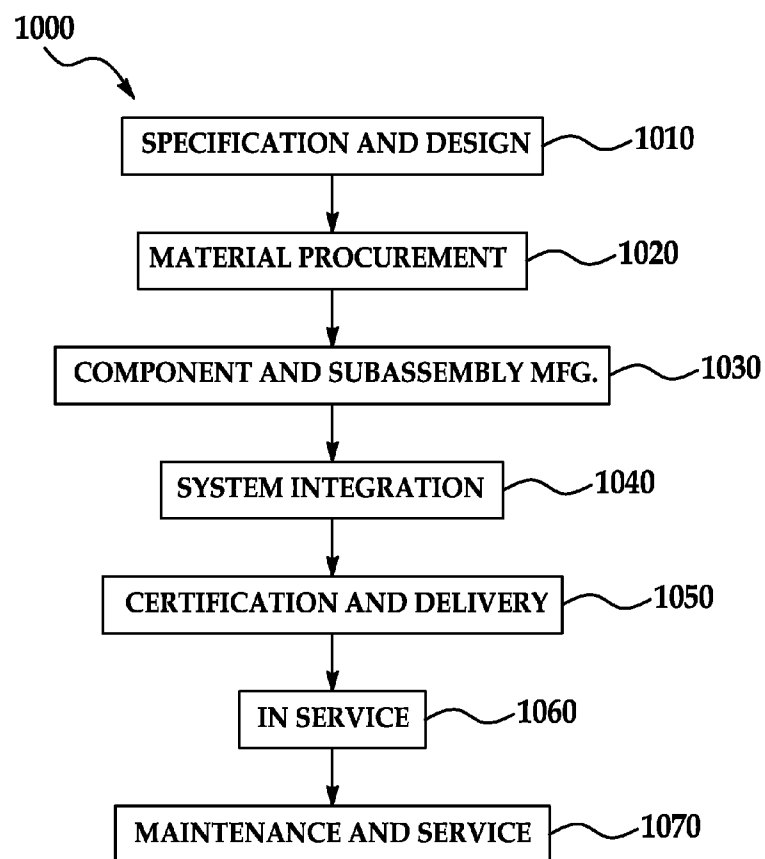 1000
SPECIFICATION AND DESIGN 1010
MATERIAL PROCUREMENT 1020
COMPONENT AND SUBASSEMBLY MFG. 1030
SYSTEM INTEGRATION 1040
CERTIFICATION AND DELIVERY 1050
IN SERVICE 1060
MAINTENANCE AND SERVICE 1070